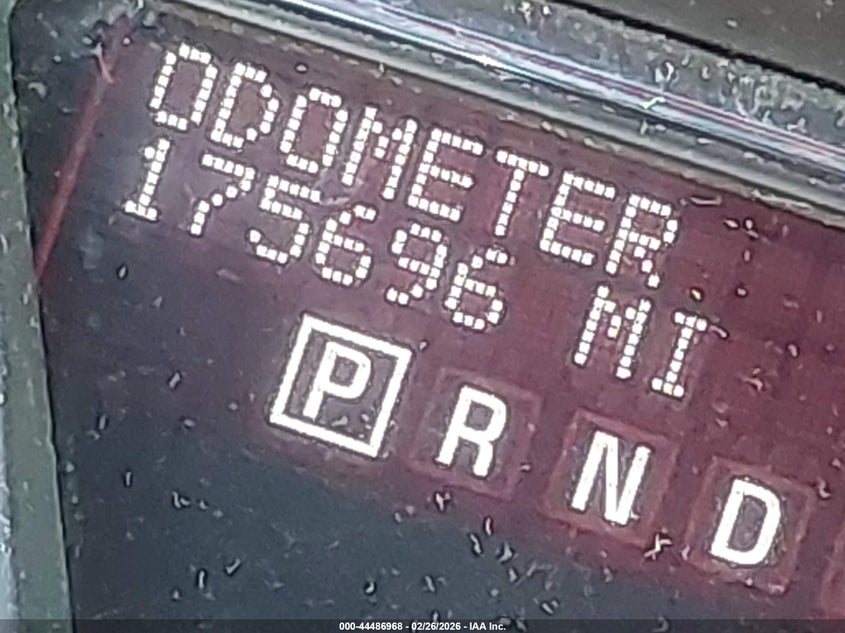 ODOMETER
175696 MI
P R N D
000-44486968 - 02/26/2026 - IAA Inc.